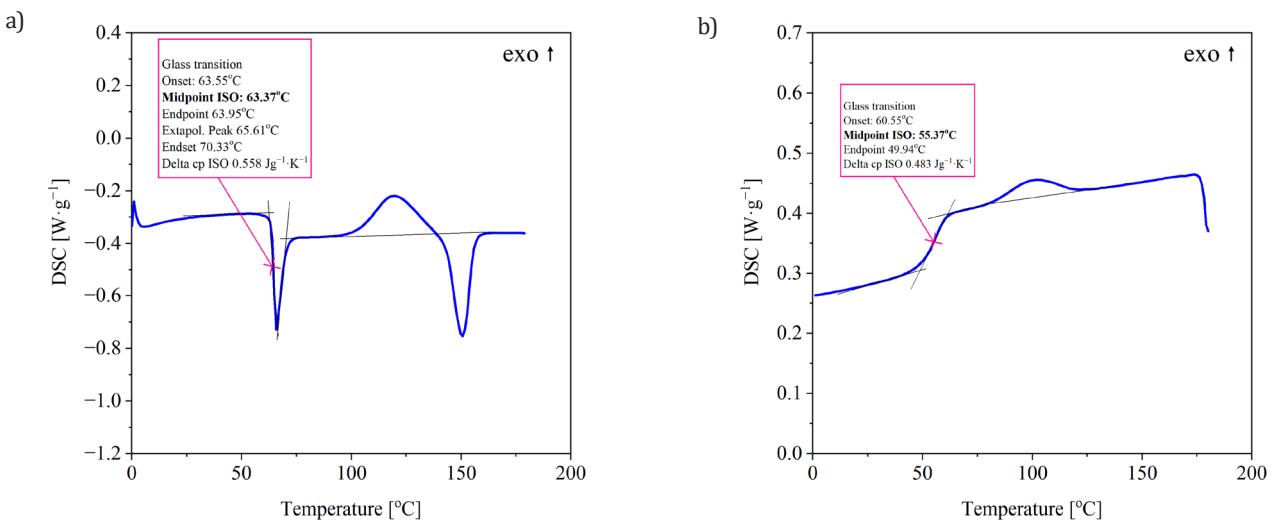 a)
exo ↑
Glass transition
Onset: 63.55°C
Midpoint ISO: 63.37°C
Endpoint 63.95°C
Extapol. Peak 65.61°C
Endset 70.33°C
Delta cp ISO 0.558 Jg⁻¹·K⁻¹
DSC [W·g⁻¹]
0.4
0.2
0.0
−0.2
−0.4
−0.6
−0.8
−1.0
−1.2
0 50 100 150 200
Temperature [°C]
b)
exo ↑
Glass transition
Onset: 60.55°C
Midpoint ISO: 55.37°C
Endpoint 49.94°C
Delta cp ISO 0.483 Jg⁻¹·K⁻¹
DSC [W·g⁻¹]
0.7
0.6
0.5
0.4
0.3
0.2
0.1
0.0
0 50 100 150 200
Temperature [°C]